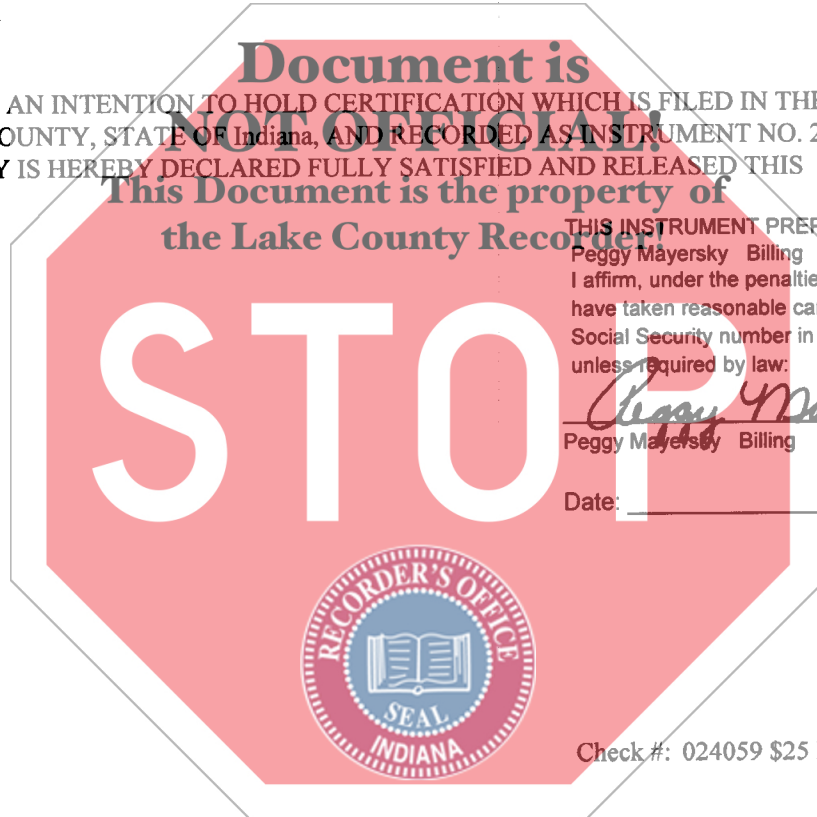 Document is
AN INTENTION TO HOLD CERTIFICATION WHICH IS FILED IN THE
NOT OFFICIAL!
OUNTY, STATE OF Indiana, AND RECORDED AS INSTRUMENT NO. 2
Y IS HEREBY DECLARED FULLY SATISFIED AND RELEASED THIS
This Document is the property of
the Lake County Recorder!
THIS INSTRUMENT PREP
Peggy Mayersky Billing
I affirm, under the penaltie
have taken reasonable ca
Social Security number in
unless required by law:
STOP
Peggy
Peggy Mayersky Billing
Date:
RECORDER'S OFFICE
SEAL
INDIANA
Check #: 024059 $25